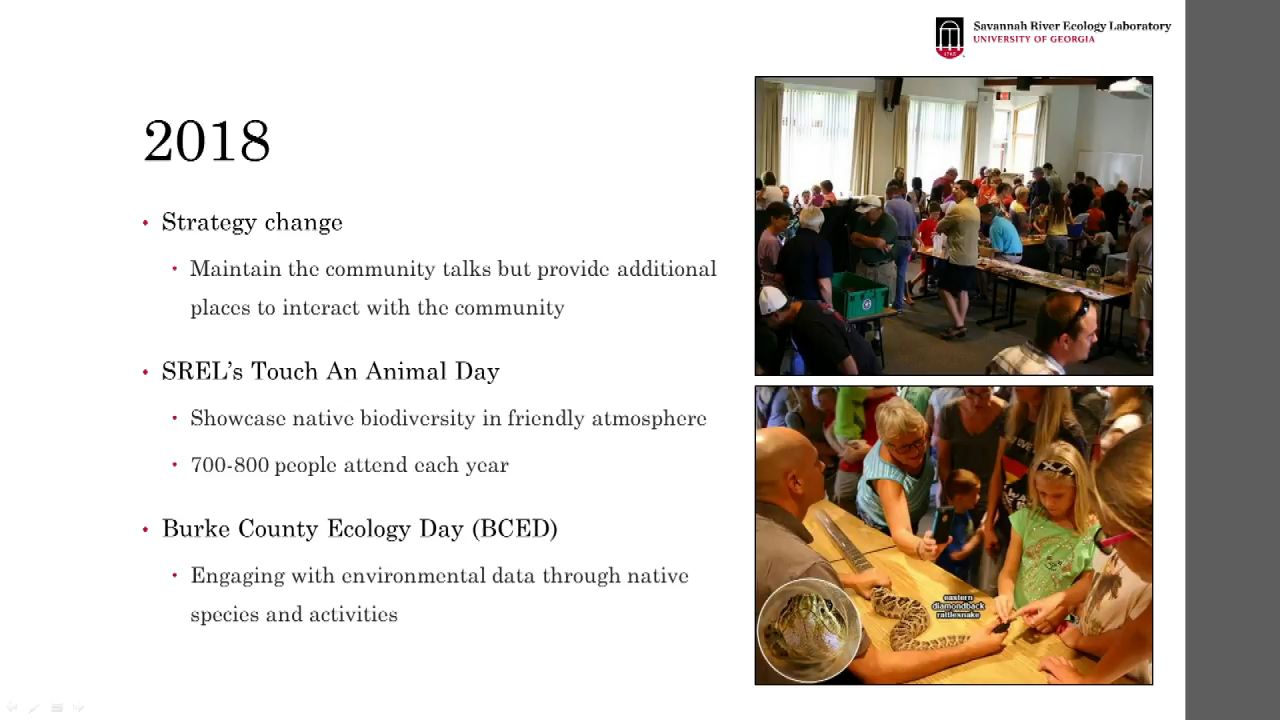 Savannah River Ecology Laboratory
UNIVERSITY OF GEORGIA
1785
2018
Strategy change
Maintain the community talks but provide additional
places to interact with the community
SREL's Touch An Animal Day
Showcase native biodiversity in friendly atmosphere
700-800 people attend each year
Burke County Ecology Day (BCED)
Engaging with environmental data through native
species and activities
eastern
diamondback
rattlesnake